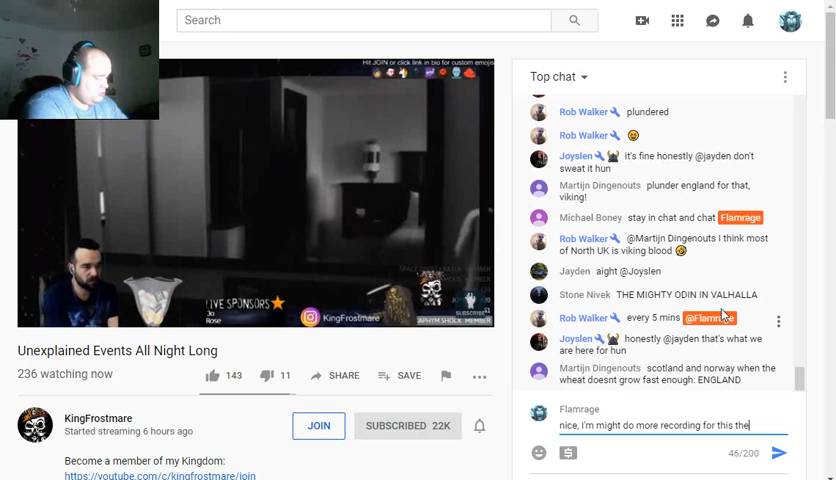 Search
Hit JOIN or click link in bio for custom emojis
LIVE SPONSORS
Jo
Rose
KingFrostmare
SUBSCRIBE
MEMBER
Unexplained Events All Night Long
236 watching now
143
11
SHARE
SAVE
KingFrostmare
Started streaming 6 hours ago
JOIN
SUBSCRIBED 22K
Become a member of my Kingdom:
https://youtube.com/c/kingfrostmare/join
Top chat
Rob Walker plundered
Rob Walker
Joyslen it's fine honestly @jayden don't
sweat it hun
Martijn Dingenouts plunder england for that,
viking!
Michael Boney stay in chat and chat Flamrage
Rob Walker @Martijn Dingenouts I think most
of North UK is viking blood
Jayden aight @Joyslen
Stone Nivek THE MIGHTY ODIN IN VALHALLA
Rob Walker every 5 mins @Flamrage
Joyslen honestly @jayden that's what we
are here for hun
Martijn Dingenouts scotland and norway when the
wheat doesnt grow fast enough: ENGLAND
Flamrage
nice, I'm might do more recording for this the
46/200